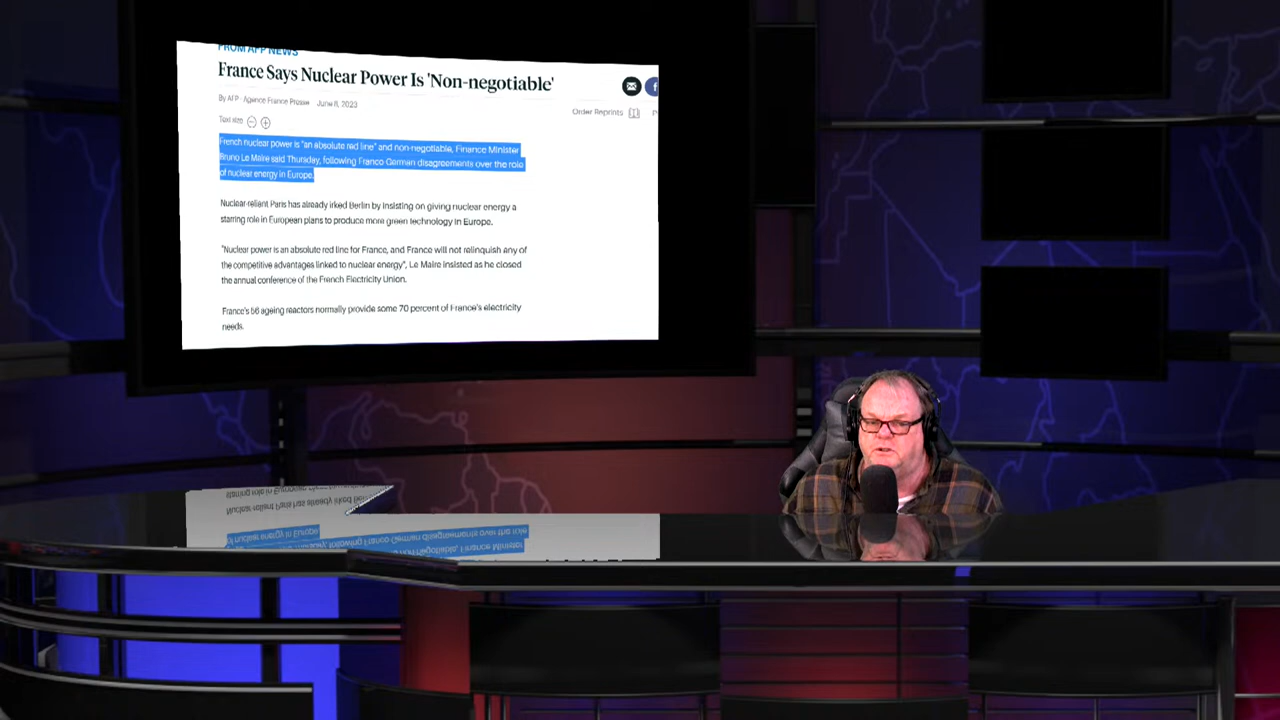 FROM AFP NEWS
France Says Nuclear Power Is 'Non-negotiable'
By AFP - Agence France Presse June 8, 2023
Order Reprints
Text size
French nuclear power is "an absolute red line" and non-negotiable, Finance Minister
Bruno Le Maire said Thursday, following Franco German disagreements over the role
of nuclear energy in Europe.
Nuclear-reliant Paris has already irked Berlin by insisting on giving nuclear energy a
starring role in European plans to produce more green technology in Europe.
"Nuclear power is an absolute red line for France, and France will not relinquish any of
the competitive advantages linked to nuclear energy", Le Maire insisted as he closed
the annual conference of the French Electricity Union.
France's 56 ageing reactors normally provide some 70 percent of France's electricity
needs.